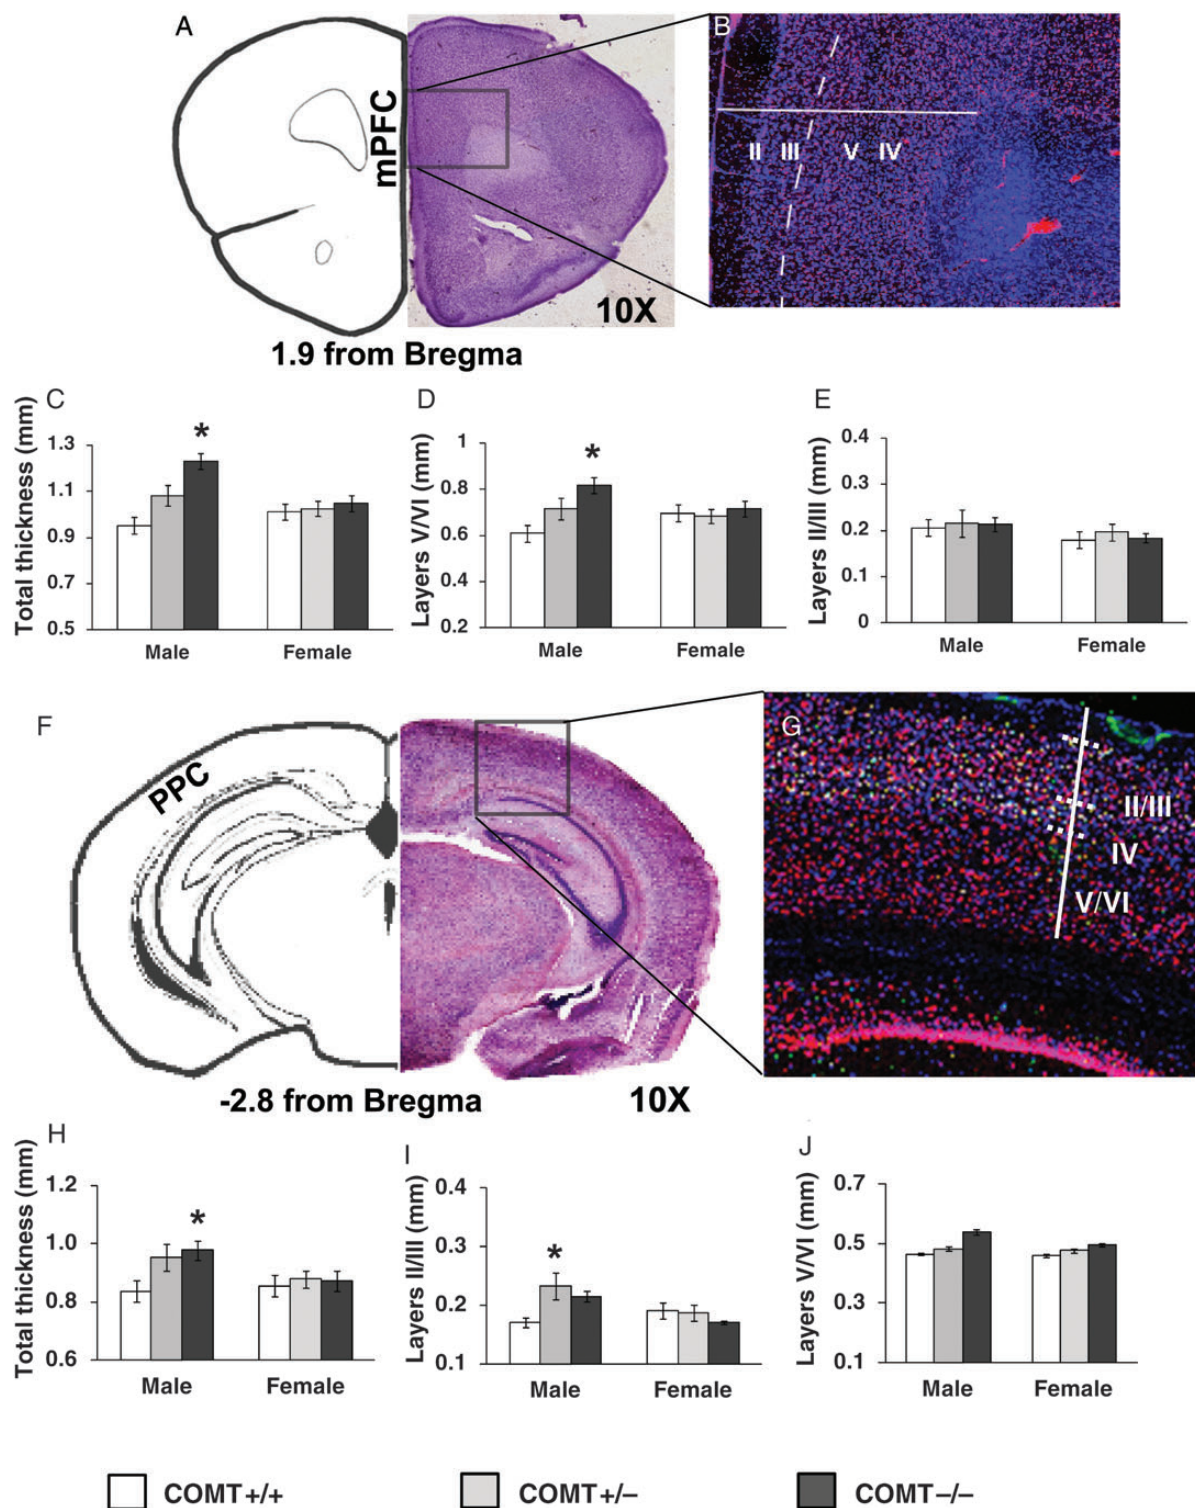 A
mPFC
10X
1.9 from Bregma
B
II III V IV
C
Total thickness (mm)
1.3
1.1
0.9
0.7
0.5
*
Male Female
D
Layers V/VI (mm)
1
0.8
0.6
0.4
0.2
*
Male Female
E
Layers II/III (mm)
0.4
0.3
0.2
0.1
0
Male Female
F
PPC
-2.8 from Bregma
10X
G
II/III
IV
V/VI
H
Total thickness (mm)
1.2
1.0
0.8
0.6
*
Male Female
I
Layers II/III (mm)
0.4
0.3
0.2
0.1
*
Male Female
J
Layers V/VI (mm)
0.7
0.5
0.3
0.1
Male Female
COMT+/+ COMT+/− COMT−/−